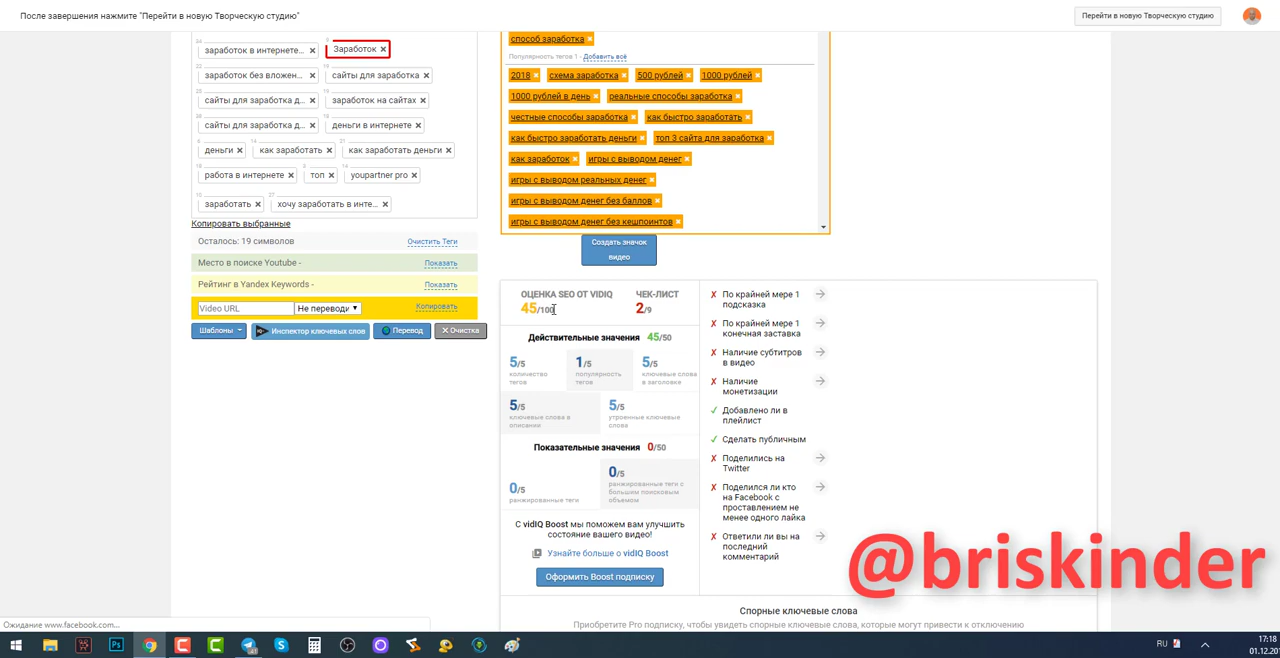 После завершения нажмите "Перейти в новую Творческую студию"
Перейти в новую Творческую студию
заработок в интернете...
Заработок
заработок без вложен...
сайты для заработка
сайты для заработка д...
заработок на сайтах
сайты для заработка д...
деньги в интернете
деньги
как заработать
как заработать деньги
работа в интернете
топ
youpartner pro
заработать
хочу заработать в инте...
Копировать выбранные
Осталось: 19 символов
Очистить Теги
Место в поиске Youtube -
Показать
Рейтинг в Yandex Keywords -
Показать
Video URL
Не переводи
Копировать
Шаблоны
Инспектор ключевых слов
Перевод
Очистка
способ заработка
Популярность тегов 1 - Добавить всё
2018
схема заработка
500 рублей
1000 рублей
1000 рублей в день
реальные способы заработка
честные способы заработка
как быстро заработать
как быстро заработать деньги
топ 3 сайта для заработка
как заработок
игры с выводом денег
игры с выводом реальных денег
игры с выводом денег без баллов
игры с выводом денег без кешпоинтов
Создать значок
видео
ОЦЕНКА SEO ОТ VIDIQ
45/100
ЧЕК-ЛИСТ
2/9
Действительные значения 45/50
5/5
количество
тегов
1/5
популярность
тегов
5/5
ключевые слова
в заголовке
5/5
ключевые слова в
описание
5/5
утроенные ключевые
слова
Показательные значения 0/50
0/5
ранжированные теги
0/5
ранжированные теги с
большим поисковым
объемом
С vidIQ Boost мы поможем вам улучшить
состояние вашего видео!
Узнайте больше о vidIQ Boost
Оформить Boost подписку
По крайней мере 1
подсказка
По крайней мере 1
конечная заставка
Наличие субтитров
в видео
Наличие
монетизации
Добавлено ли в
плейлист
Сделать публичным
Поделились на
Twitter
Поделился ли кто
на Facebook с
проставлением не
менее одного лайка
Ответили ли вы на
последний
комментарий
@briskinder
Спорные ключевые слова
Приобретите Pro подписку, чтобы увидеть спорные ключевые слова, которые могут привести к отключению
Ожидание www.facebook.com...
RU
17:18
01.12.20